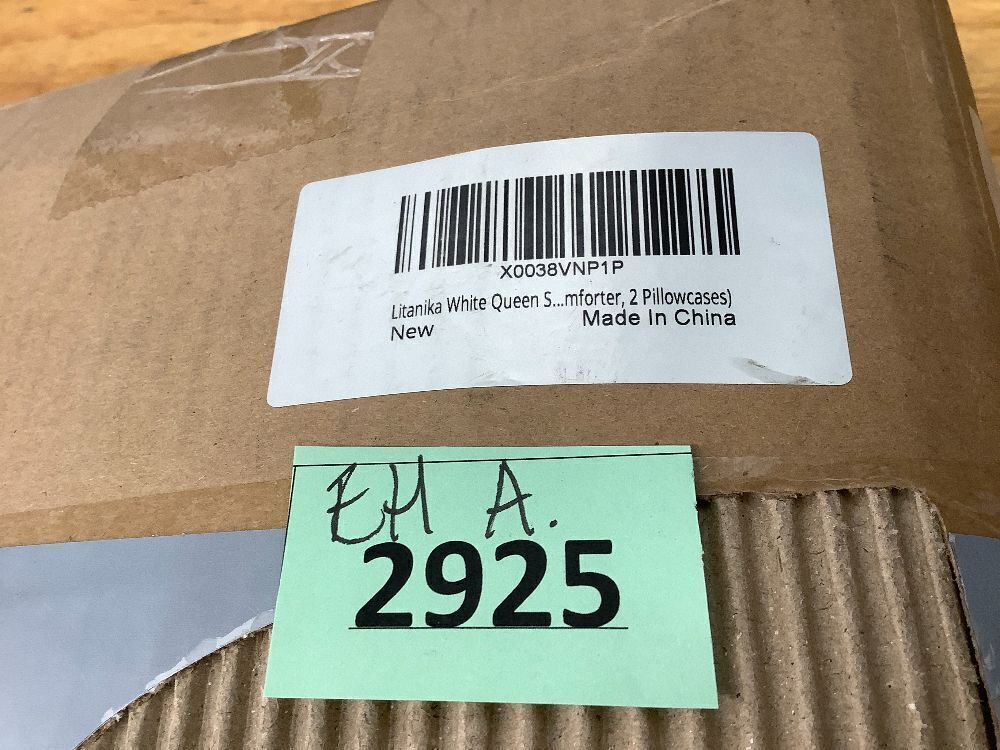 X0038VNP1P
Litanika White Queen S...mforter, 2 Pillowcases)
New Made In China
EH A.
2925